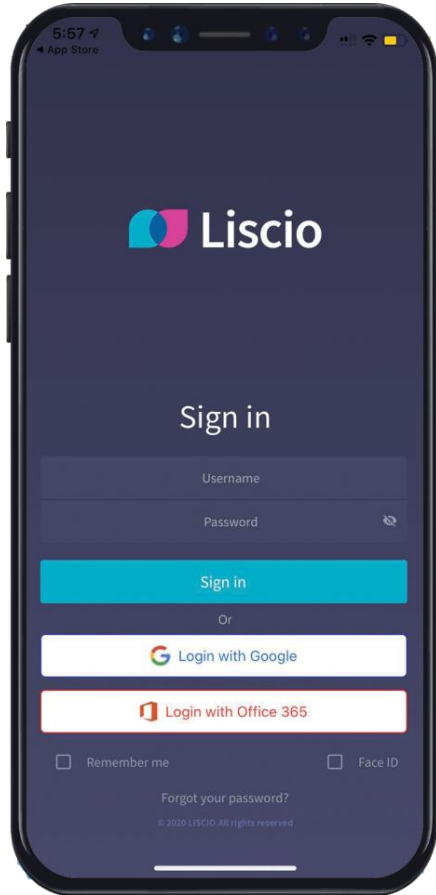 5:57
◀ App Store
Liscio
Sign in
Username
Password
Sign in
Or
Login with Google
Login with Office 365
Remember me
Face ID
Forgot your password?
© 2020 LISCIO All rights reserved